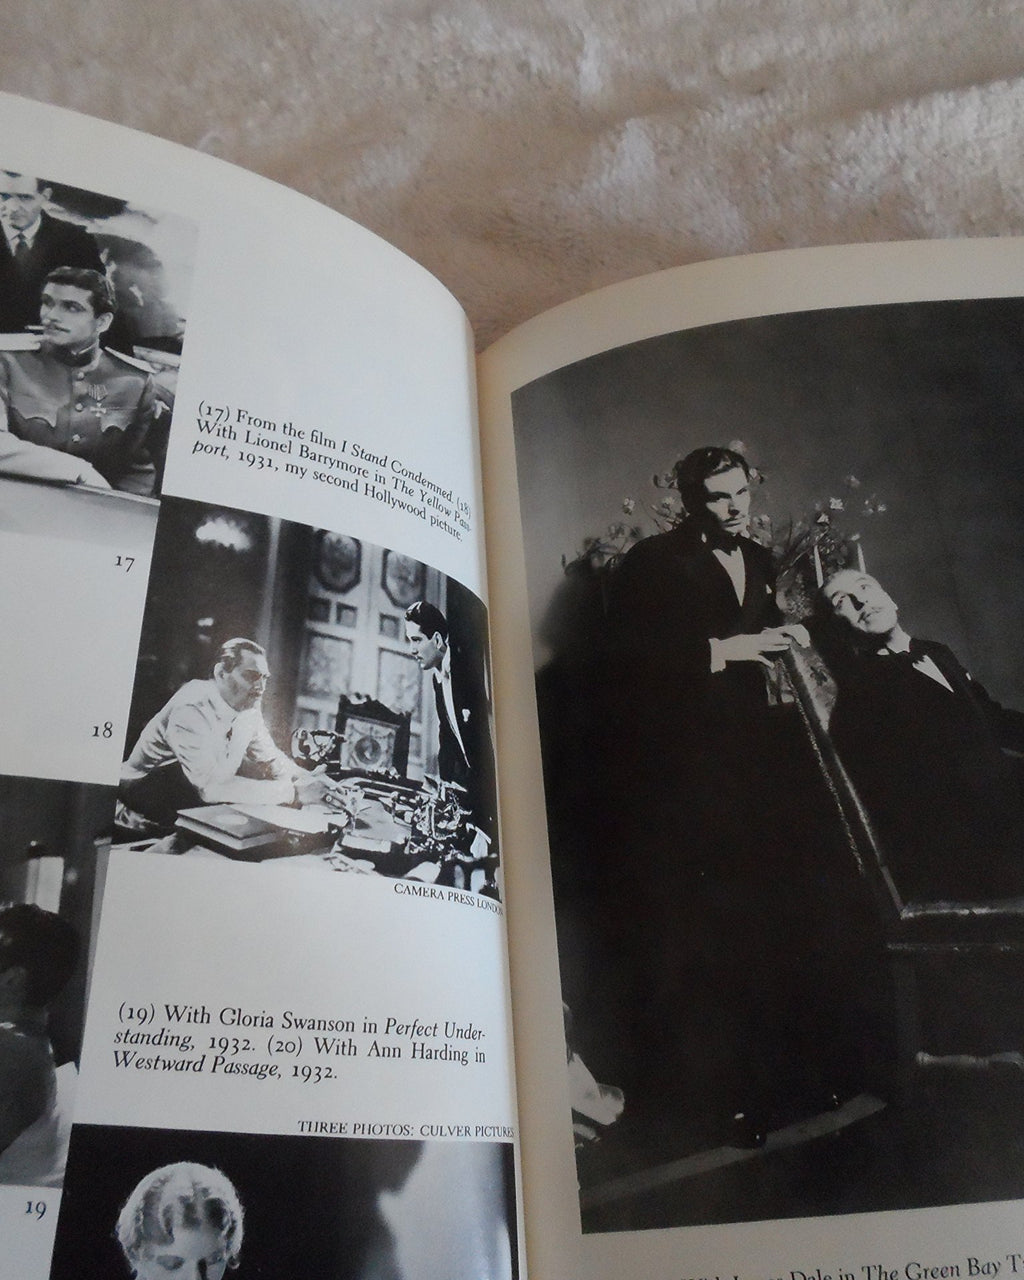 (17) From the film I Stand Condemned. (18)
With Lionel Barrymore in The Yellow Pass-
port, 1931, my second Hollywood picture.
17
18
CAMERA PRESS LONDON
(19) With Gloria Swanson in Perfect Under-
standing, 1932. (20) With Ann Harding in
Westward Passage, 1932.
THREE PHOTOS: CULVER PICTURES
19
Dale in The Green Bay T